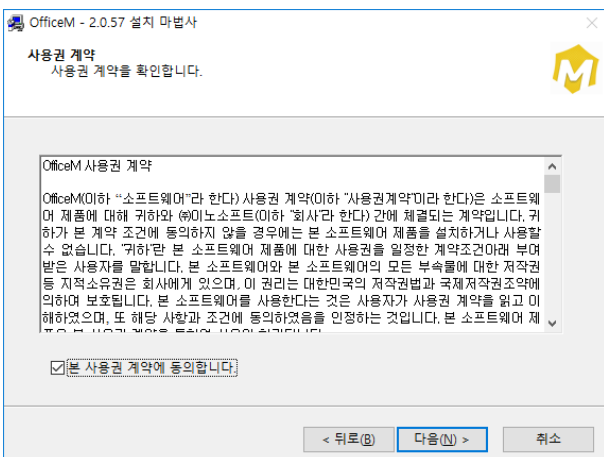 OfficeM - 2.0.57 설치 마법사
사용권 계약
사용권 계약을 확인합니다.
OfficeM 사용권 계약
OfficeM(이하 “소프트웨어”라 한다) 사용권 계약(이하 "사용권계약"이라 한다)은 소프트웨
어 제품에 대해 귀하와 ㈜이노소프트(이하 "회사"라 한다) 간에 체결되는 계약입니다. 귀
하가 본 계약 조건에 동의하지 않을 경우에는 본 소프트웨어 제품을 설치하거나 사용할
수 없습니다. "귀하"란 본 소프트웨어 제품에 대한 사용권을 일정한 계약조건아래 부여
받은 사용자를 말합니다. 본 소프트웨어와 본 소프트웨어의 모든 부속물에 대한 저작권
등 지적소유권은 회사에게 있으며, 이 권리는 대한민국의 저작권법과 국제저작권조약에
의하여 보호됩니다. 본 소프트웨어를 사용한다는 것은 사용자가 사용권 계약을 읽고 이
해하였으며, 또 해당 사항과 조건에 동의하였음을 인정하는 것입니다. 본 소프트웨어 제
본 사용권 계약에 동의합니다.
< 뒤로(B)
다음(N) >
취소